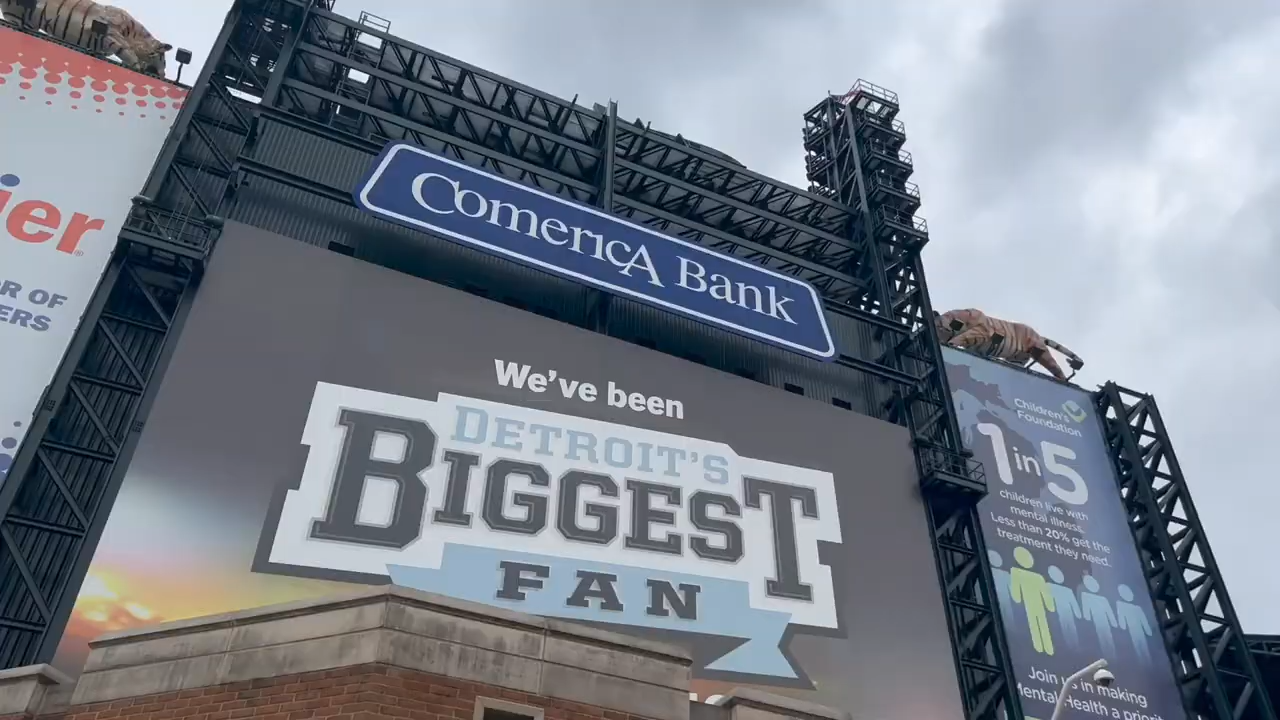 ier
R OF
ERS
ComericA Bank
We've been
DETROIT'S
BIGGEST
FAN
Children's
Foundation
1 in 5
children live with
mental illness.
Less than 20% get the
treatment they need.
Join us in making
Mental Health a priori